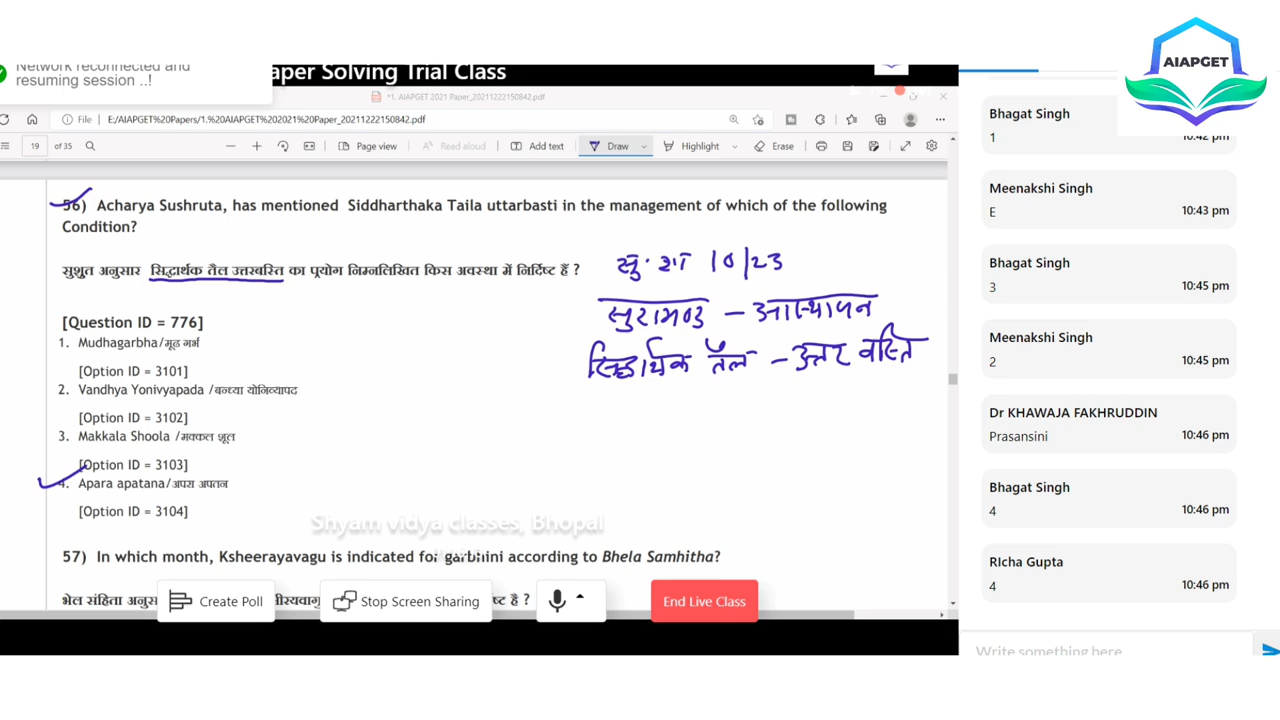 Network reconnected and
resuming session ..!
aper Solving Trial Class
AIAPGET
*1. AIAPGET 2021 Paper_20211222150842.pdf
File | E:/AIAPGET%20Papers/1.%20AIAPGET%202021%20Paper_20211222150842.pdf
19 of 35 Page view Read aloud Add text Draw Highlight Erase
56) Acharya Sushruta, has mentioned Siddharthaka Taila uttarbasti in the management of which of the following
Condition?
सुश्रुत अनुसार सिद्धार्थक तैल उत्तरबस्ति का प्रयोग निम्नलिखित किस अवस्था में निर्दिष्ट हैं ?
सु. शा 10/23
सुरामण्ड – आस्थापन
सिद्धार्थक तैल – उत्तर वस्ति
[Question ID = 776]
1. Mudhagarbha/मूढ गर्भ
[Option ID = 3101]
2. Vandhya Yonivyapada /बन्ध्या योनिव्यापद
[Option ID = 3102]
3. Makkala Shoola /मक्कल शूल
[Option ID = 3103]
4. Apara apatana/अपरा अपतन
[Option ID = 3104]
Shyam vidya classes, Bhopal
57) In which month, Ksheerayavagu is indicated for garbhini according to Bhela Samhitha?
भेल संहिता अनुसा
ष्ट है ?
Create Poll
Stop Screen Sharing
End Live Class
Bhagat Singh
1 10:42 pm
Meenakshi Singh
E 10:43 pm
Bhagat Singh
3 10:45 pm
Meenakshi Singh
2 10:45 pm
Dr KHAWAJA FAKHRUDDIN
Prasansini 10:46 pm
Bhagat Singh
4 10:46 pm
RIcha Gupta
4 10:46 pm
Write something here